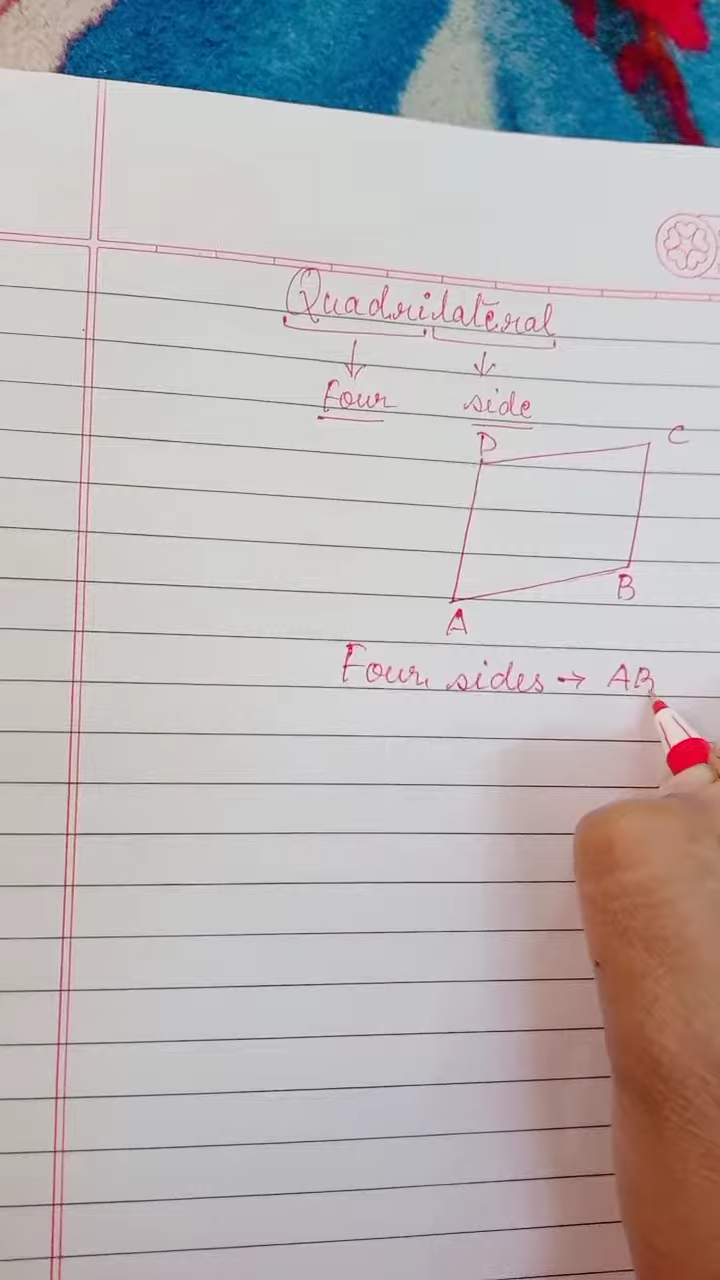 Quadrilateral
↓ ↓
Four side
D C
A B
Four sides → AB